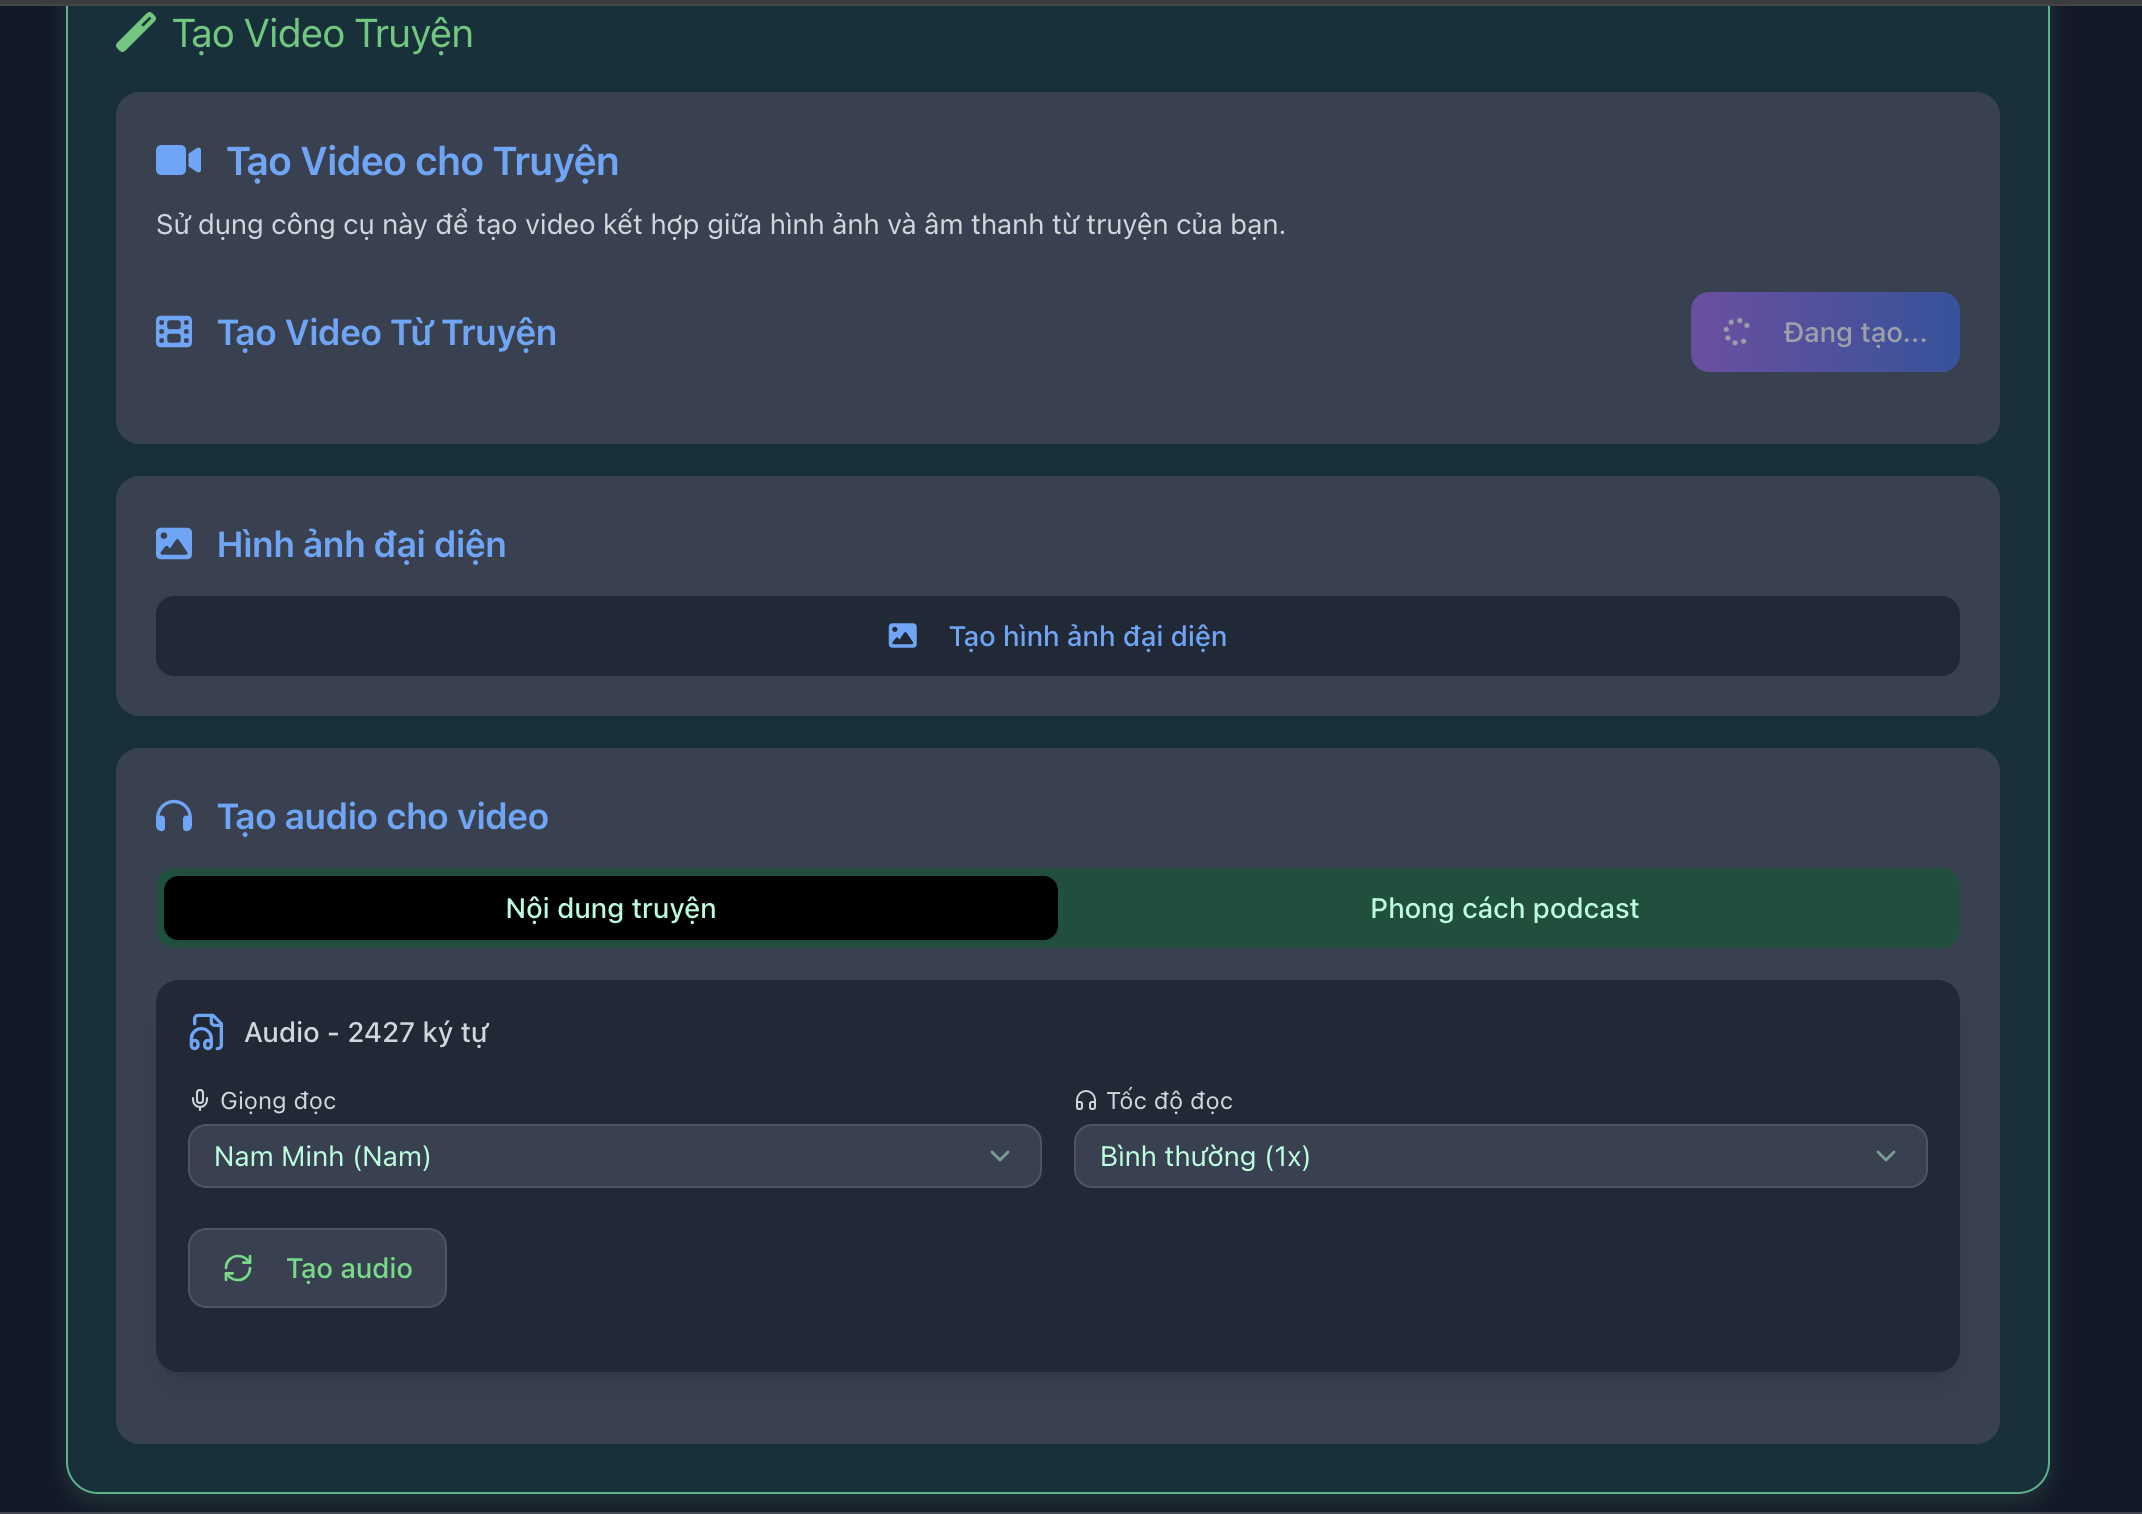 Tạo Video Truyện
Tạo Video cho Truyện
Sử dụng công cụ này để tạo video kết hợp giữa hình ảnh và âm thanh từ truyện của bạn.
Tạo Video Từ Truyện
Đang tạo...
Hình ảnh đại diện
Tạo hình ảnh đại diện
Tạo audio cho video
Nội dung truyện
Phong cách podcast
Audio - 2427 ký tự
Giọng đọc
Tốc độ đọc
Nam Minh (Nam)
Bình thường (1x)
Tạo audio